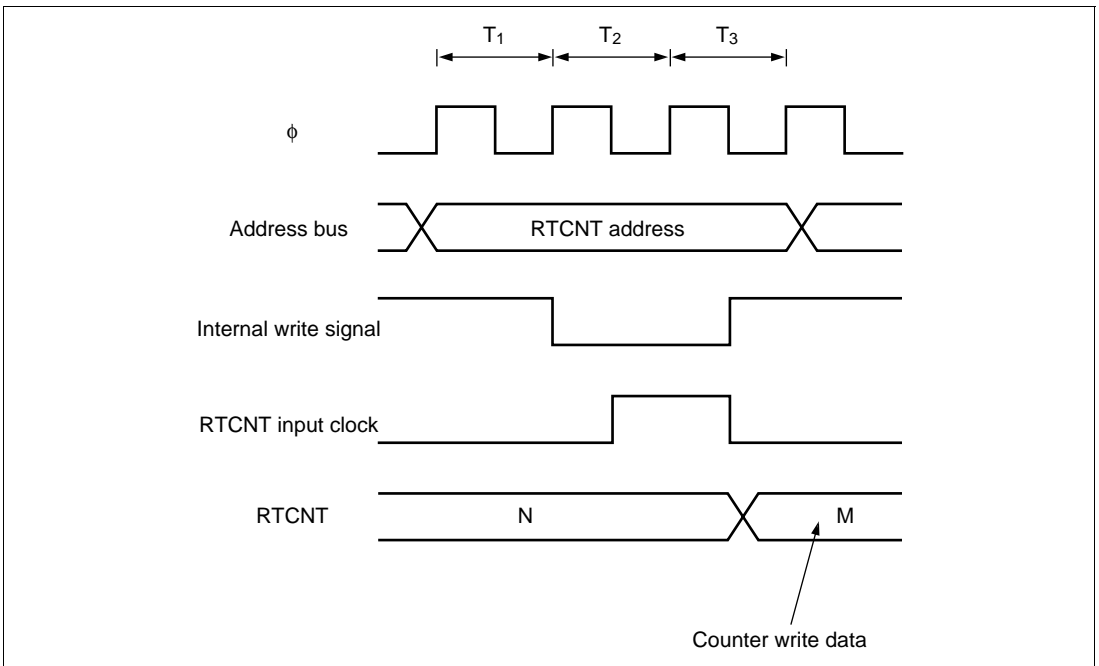 T1 T2 T3
ϕ
Address bus
RTCNT address
Internal write signal
RTCNT input clock
RTCNT
N
M
Counter write data